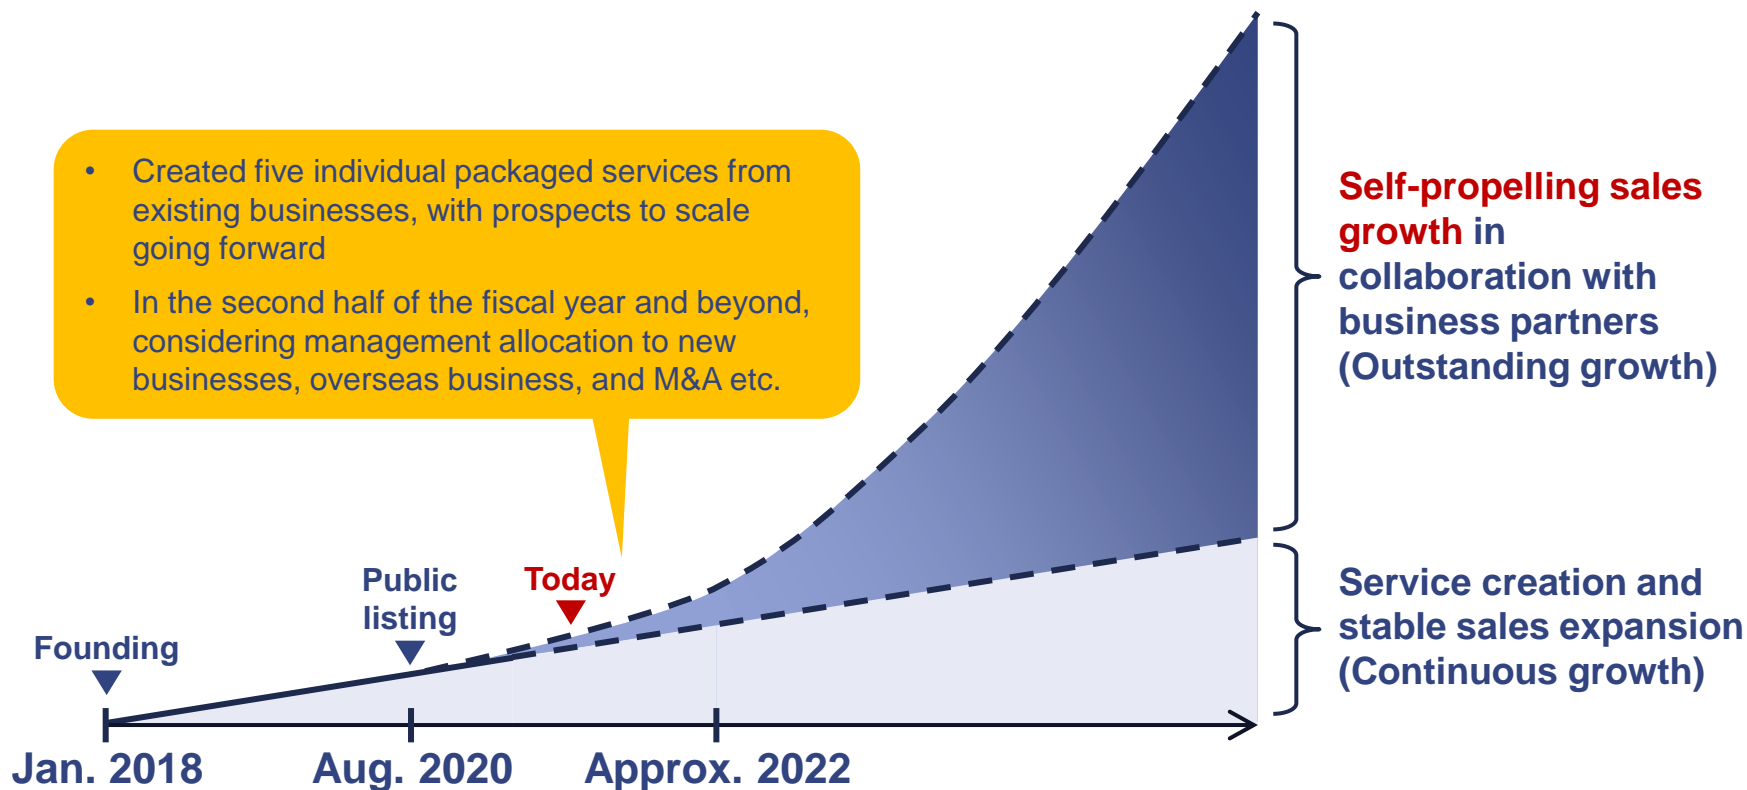 • Created five individual packaged services from
existing businesses, with prospects to scale
going forward
• In the second half of the fiscal year and beyond,
considering management allocation to new
businesses, overseas business, and M&A etc.
Self-propelling sales
growth in
collaboration with
business partners
(Outstanding growth)
Service creation and
stable sales expansion
(Continuous growth)
Founding
Public
listing
Today
Jan. 2018
Aug. 2020
Approx. 2022